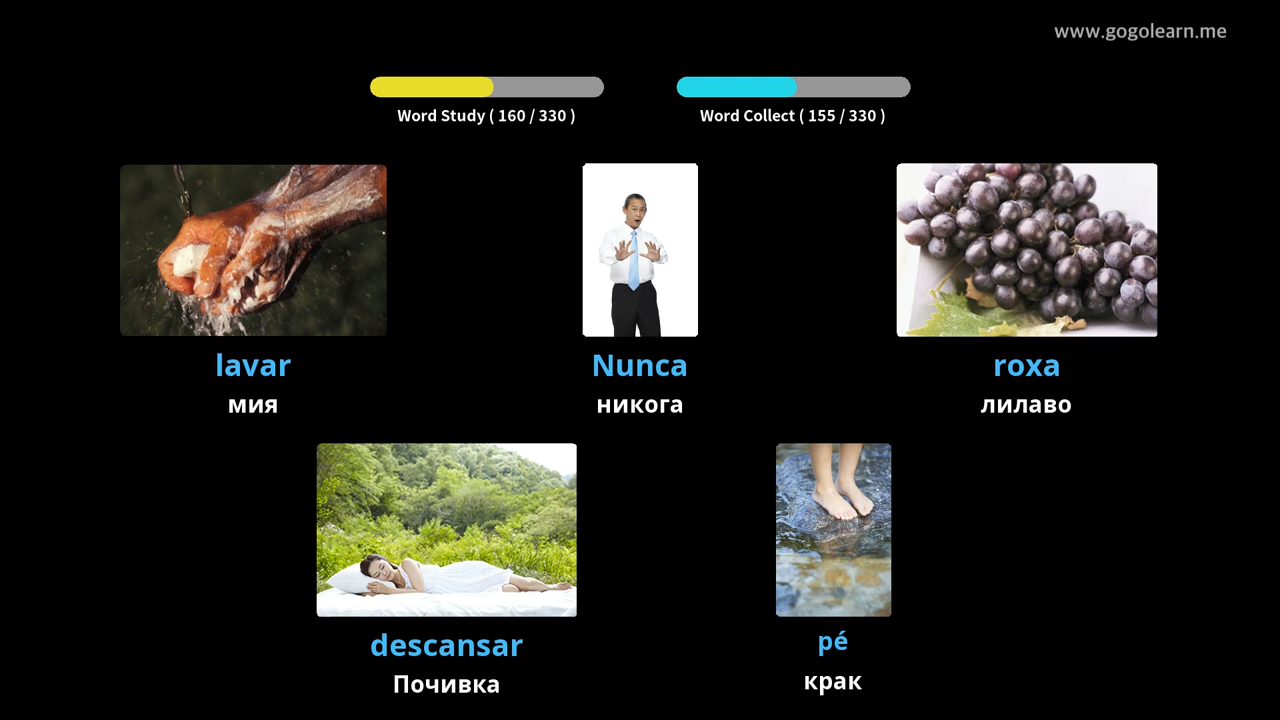 www.gogolearn.me
Word Study ( 160 / 330 )
Word Collect ( 155 / 330 )
lavar
мия
Nunca
никога
roxa
лилаво
descansar
Почивка
pé
крак